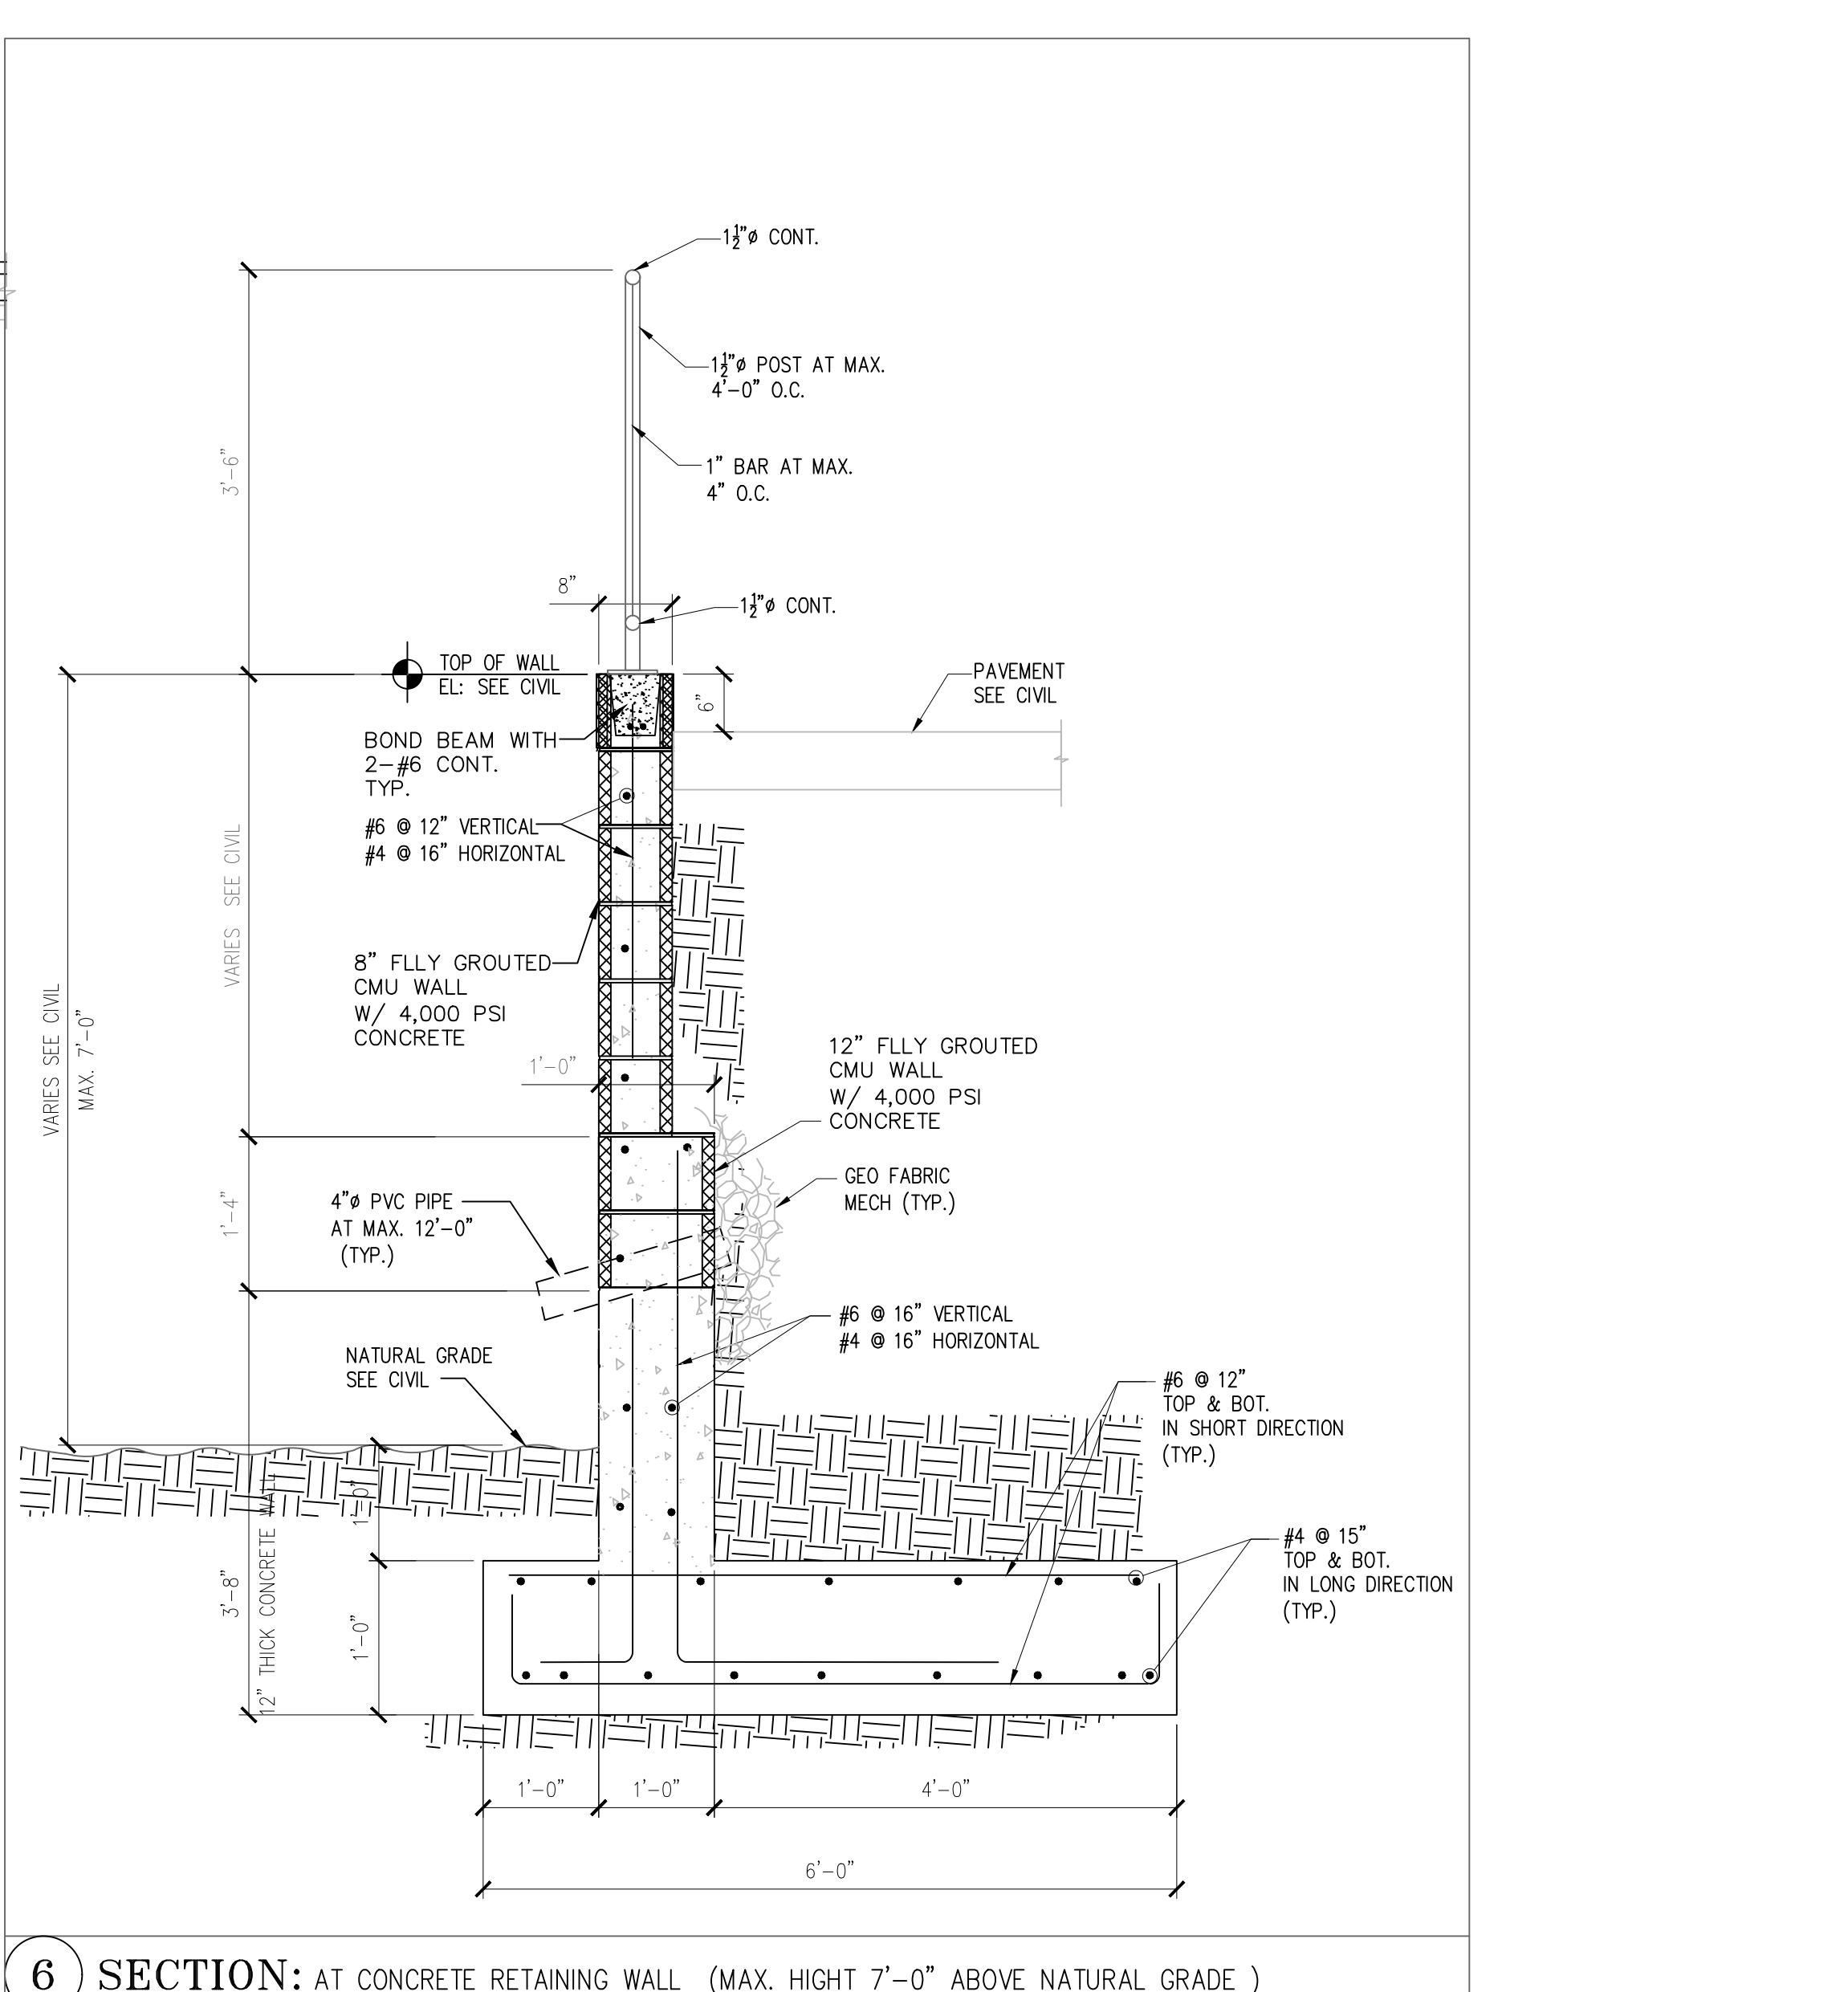 1½"ø CONT.
1½"ø POST AT MAX.
4'-0" O.C.
3'-6"
1" BAR AT MAX.
4" O.C.
8"
1½"ø CONT.
TOP OF WALL
EL: SEE CIVIL
6"
PAVEMENT
SEE CIVIL
BOND BEAM WITH
2-#6 CONT.
TYP.
#6 @ 12" VERTICAL
#4 @ 16" HORIZONTAL
VARIES SEE CIVIL
8" FLLY GROUTED
CMU WALL
W/ 4,000 PSI
CONCRETE
VARIES SEE CIVIL
MAX. 7'-0"
1'-0"
12" FLLY GROUTED
CMU WALL
W/ 4,000 PSI
CONCRETE
GEO FABRIC
MECH (TYP.)
4"ø PVC PIPE
AT MAX. 12'-0"
(TYP.)
1'-4"
#6 @ 16" VERTICAL
#4 @ 16" HORIZONTAL
NATURAL GRADE
SEE CIVIL
#6 @ 12"
TOP & BOT.
IN SHORT DIRECTION
(TYP.)
1'-0"
#4 @ 15"
TOP & BOT.
IN LONG DIRECTION
(TYP.)
3'-8"
12" THICK CONCRETE WALL
1'-0"
1'-0"
1'-0"
4'-0"
6'-0"
6 SECTION: AT CONCRETE RETAINING WALL (MAX. HIGHT 7'-0" ABOVE NATURAL GRADE )